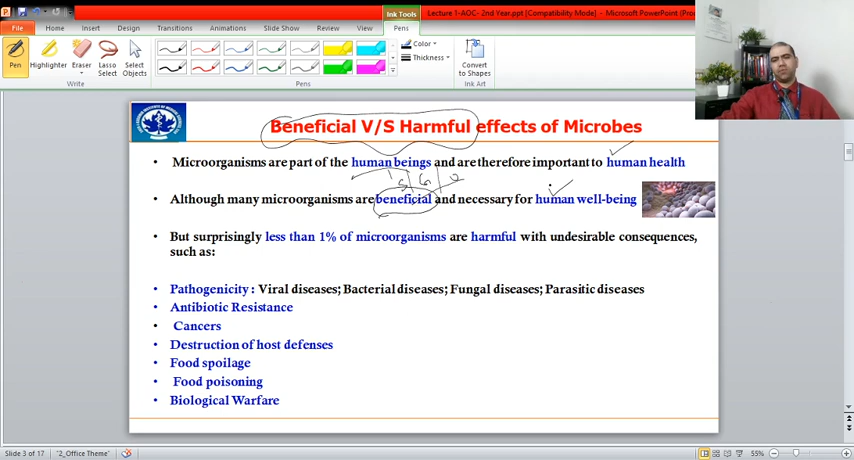 Ink Tools
Lecture 1-AOC- 2nd Year.ppt [Compatibility Mode] - Microsoft PowerPoint (Pro
File Home Insert Design Transitions Animations Slide Show Review View Pens
Pen Highlighter Eraser Lasso Select Select Objects
Color
Thickness
Convert to Shapes
Pens
Ink Art
Beneficial V/S Harmful effects of Microbes
• Microorganisms are part of the human beings and are therefore important to human health
• Although many microorganisms are beneficial and necessary for human well-being
• But surprisingly less than 1% of microorganisms are harmful with undesirable consequences,
such as:
• Pathogenicity : Viral diseases; Bacterial diseases; Fungal diseases; Parasitic diseases
• Antibiotic Resistance
• Cancers
• Destruction of host defenses
• Food spoilage
• Food poisoning
• Biological Warfare
Slide 3 of 17 "2_Office Theme" 55%